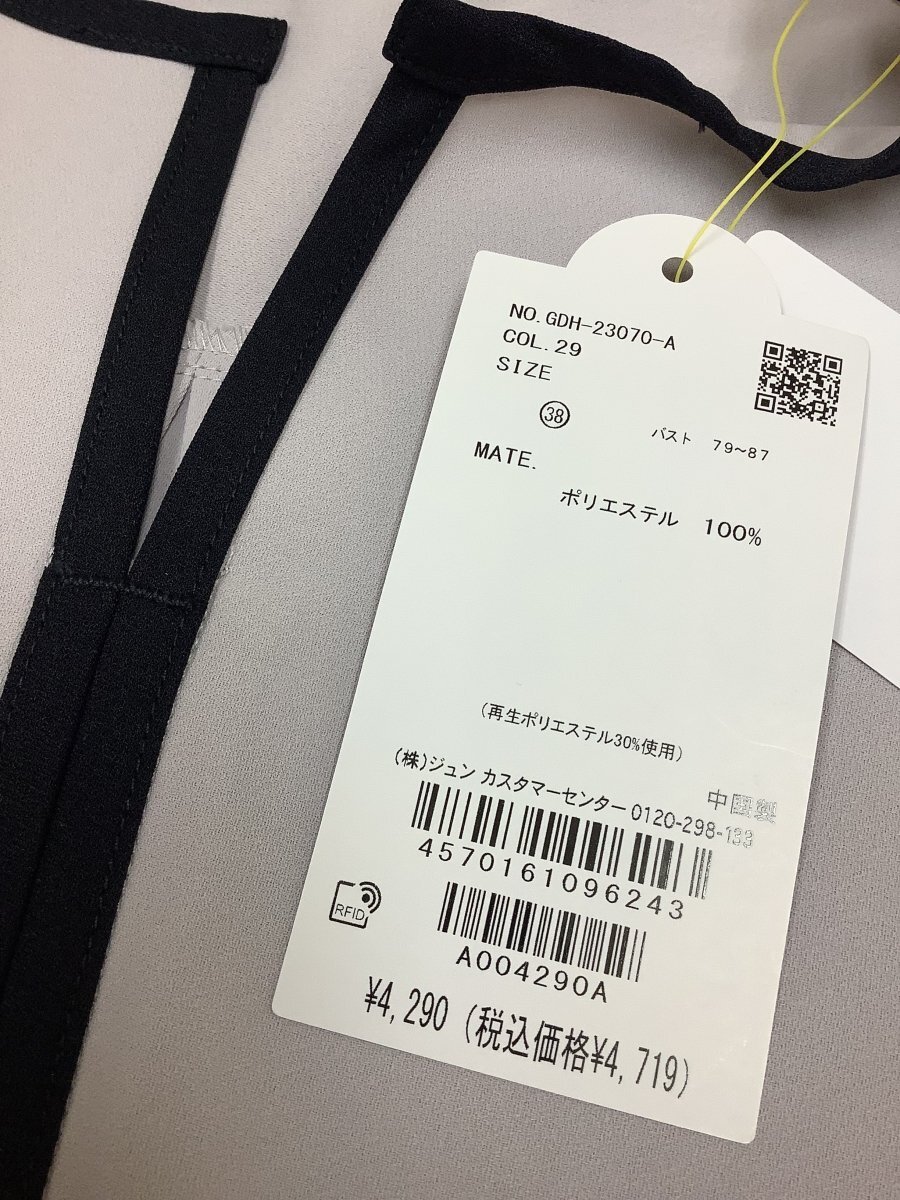 NO.GDH-23070-A
COL.29
SIZE
38 バスト 79~87
MATE.
ポリエステル 100%
(再生ポリエステル30%使用)
中国製
(株)ジュン カスタマーセンター 0120-298-133
4570161096243
RFID
A004290A
¥4,290 (税込価格¥4,719)